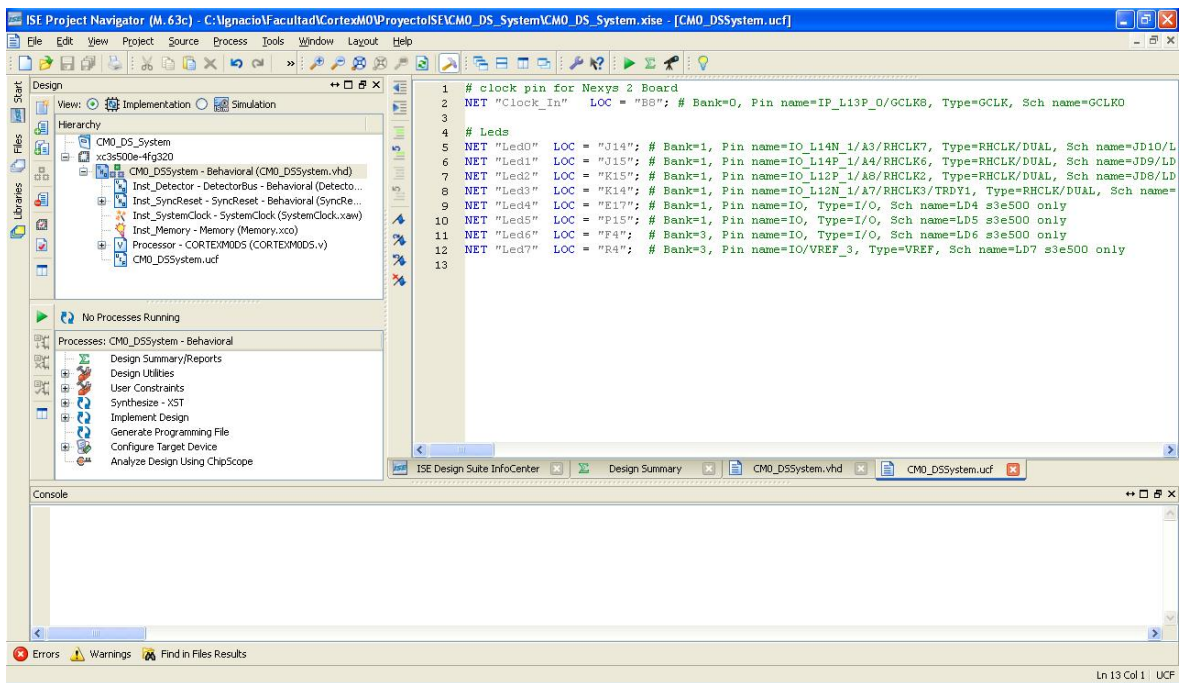 ISE Project Navigator (M.63c) - C:\Ignacio\Facultad\CortexM0\ProyectoISE\CM0_DS_System\CM0_DS_System.xise - [CM0_DSSystem.ucf]
File Edit View Project Source Process Tools Window Layout Help
Start
Files
Libraries
Design
View: Implementation Simulation
Hierarchy
CM0_DS_System
xc3s500e-4fg320
CM0_DSSystem - Behavioral (CM0_DSSystem.vhd)
Inst_Detector - DetectorBus - Behavioral (Detecto...
Inst_SyncReset - SyncReset - Behavioral (SyncRe...
Inst_SystemClock - SystemClock (SystemClock.xaw)
Inst_Memory - Memory (Memory.xco)
Processor - CORTEXM0DS (CORTEXM0DS.v)
CM0_DSSystem.ucf
No Processes Running
Processes: CM0_DSSystem - Behavioral
Design Summary/Reports
Design Utilities
User Constraints
Synthesize - XST
Implement Design
Generate Programming File
Configure Target Device
Analyze Design Using ChipScope
1 # clock pin for Nexys 2 Board
2 NET "Clock_In" LOC = "B8"; # Bank=0, Pin name=IP_L13P_0/GCLK8, Type=GCLK, Sch name=GCLK0
3
4 # Leds
5 NET "Led0" LOC = "J14"; # Bank=1, Pin name=IO_L14N_1/A3/RHCLK7, Type=RHCLK/DUAL, Sch name=JD10/L
6 NET "Led1" LOC = "J15"; # Bank=1, Pin name=IO_L14P_1/A4/RHCLK6, Type=RHCLK/DUAL, Sch name=JD9/LD
7 NET "Led2" LOC = "K15"; # Bank=1, Pin name=IO_L12P_1/A8/RHCLK2, Type=RHCLK/DUAL, Sch name=JD8/LD
8 NET "Led3" LOC = "K14"; # Bank=1, Pin name=IO_L12N_1/A7/RHCLK3/TRDY1, Type=RHCLK/DUAL, Sch name=
9 NET "Led4" LOC = "E17"; # Bank=1, Pin name=IO, Type=I/O, Sch name=LD4 s3e500 only
10 NET "Led5" LOC = "P15"; # Bank=1, Pin name=IO, Type=I/O, Sch name=LD5 s3e500 only
11 NET "Led6" LOC = "F4"; # Bank=3, Pin name=IO, Type=I/O, Sch name=LD6 s3e500 only
12 NET "Led7" LOC = "R4"; # Bank=3, Pin name=IO/VREF_3, Type=VREF, Sch name=LD7 s3e500 only
13
ISE Design Suite InfoCenter Design Summary CM0_DSSystem.vhd CM0_DSSystem.ucf
Console
Errors Warnings Find in Files Results
Ln 13 Col 1 UCF